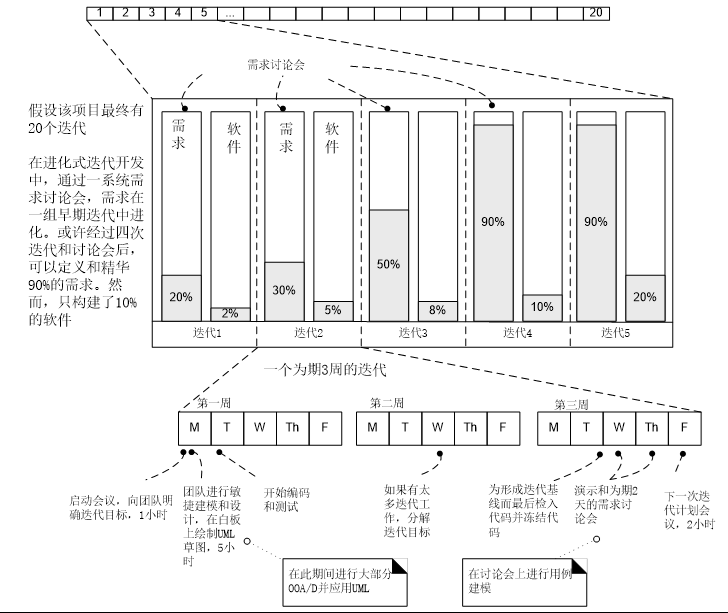 1 2 3 4 5 ... 20
需求讨论会
假设该项目最终有
20个迭代
在进化式迭代开发
中，通过一系统需
求讨论会，需求在
一组早期迭代中进
化。或许经过四次
迭代和讨论会后，
可以定义和精华
90%的需求。然
而，只构建了10%
的软件
需求 软件 需求 软件
20% 2% 30% 5% 50% 8% 90% 10% 90% 20%
迭代1 迭代2 迭代3 迭代4 迭代5
一个为期3周的迭代
第一周 第二周 第三周
M T W Th F M T W Th F M T W Th F
启动会议，向团队明
确迭代目标，1小时
团队进行敏
捷建模和设
计，在白板
上绘制UML
草图，5小
时
开始编码
和测试
如果有太
多迭代工
作，分解
迭代目标
为形成迭代基
线而最后检入
代码并冻结代
码
演示和为期2
天的需求讨
论会
下一次迭
代计划会
议，2小时
在此期间进行大部分
OOA/D并应用UML
在讨论会上进行用例
建模